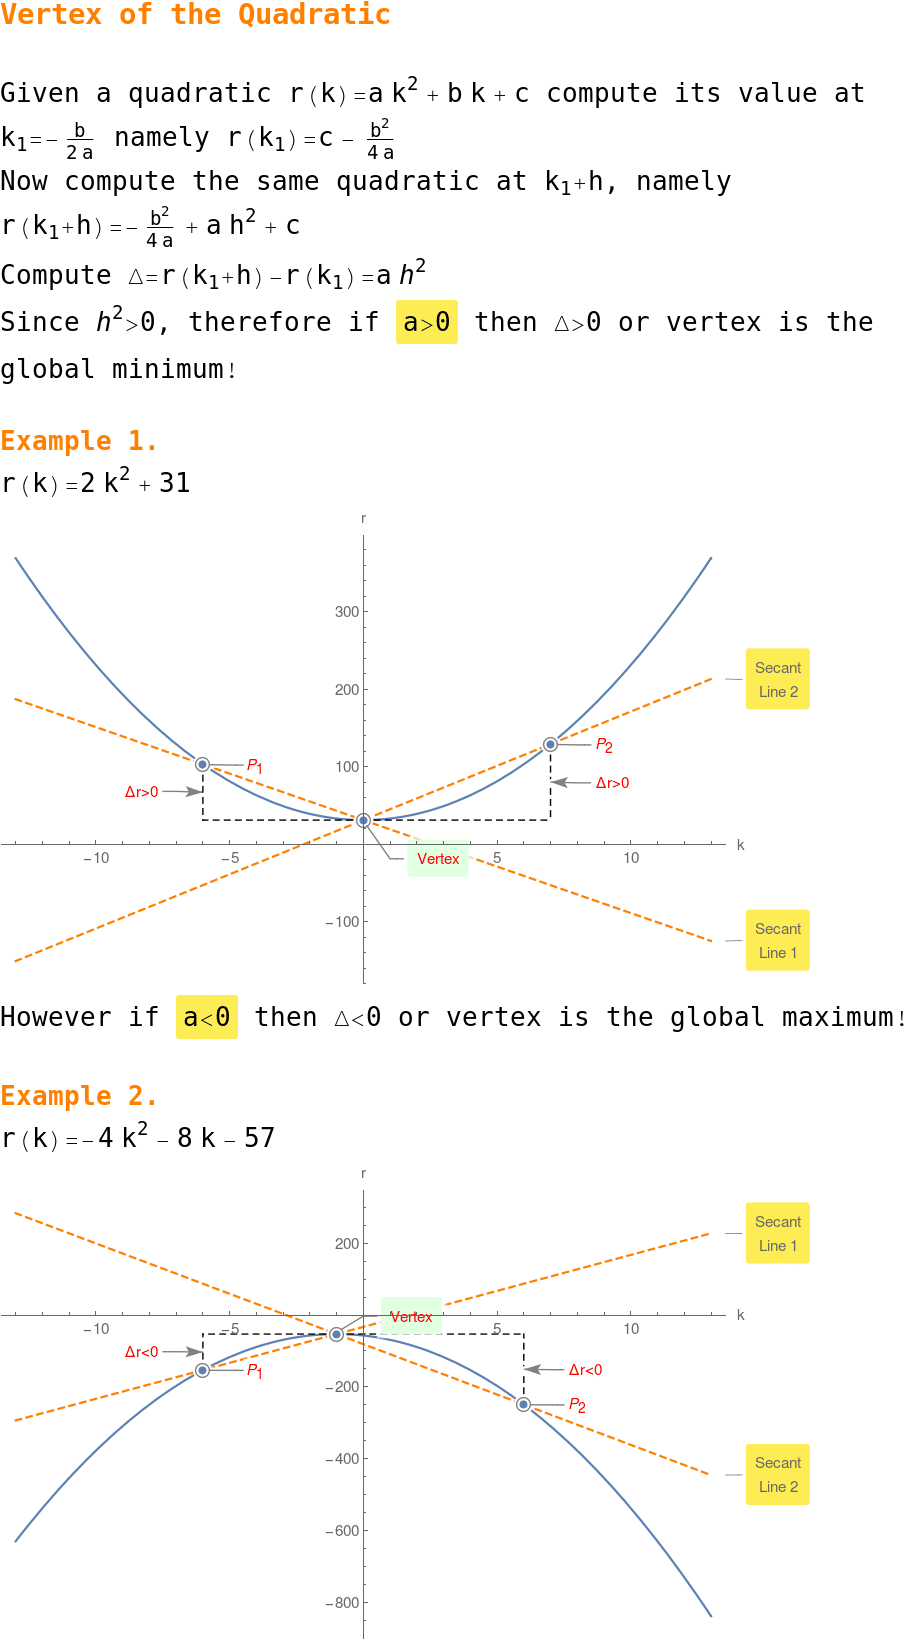 Vertex of the Quadratic
Given a quadratic r(k)=a k² + b k + c compute its value at
k₁=- b/(2 a) namely r(k₁)=c - b²/(4 a)
Now compute the same quadratic at k₁+h, namely
r(k₁+h)=- b²/(4 a) + a h² + c
Compute Δ=r(k₁+h)-r(k₁)=a h²
Since h²>0, therefore if a>0 then Δ>0 or vertex is the
global minimum!
Example 1.
r(k)=2 k² + 31
r
300
200
100
-100
-10
-5
5
10
k
P₁
P₂
Δr>0
Δr>0
Vertex
Secant
Line 2
Secant
Line 1
However if a<0 then Δ<0 or vertex is the global maximum!
Example 2.
r(k)=-4 k² - 8 k - 57
r
200
-200
-400
-600
-800
-10
-5
5
10
k
Vertex
Δr<0
P₁
Δr<0
P₂
Secant
Line 1
Secant
Line 2